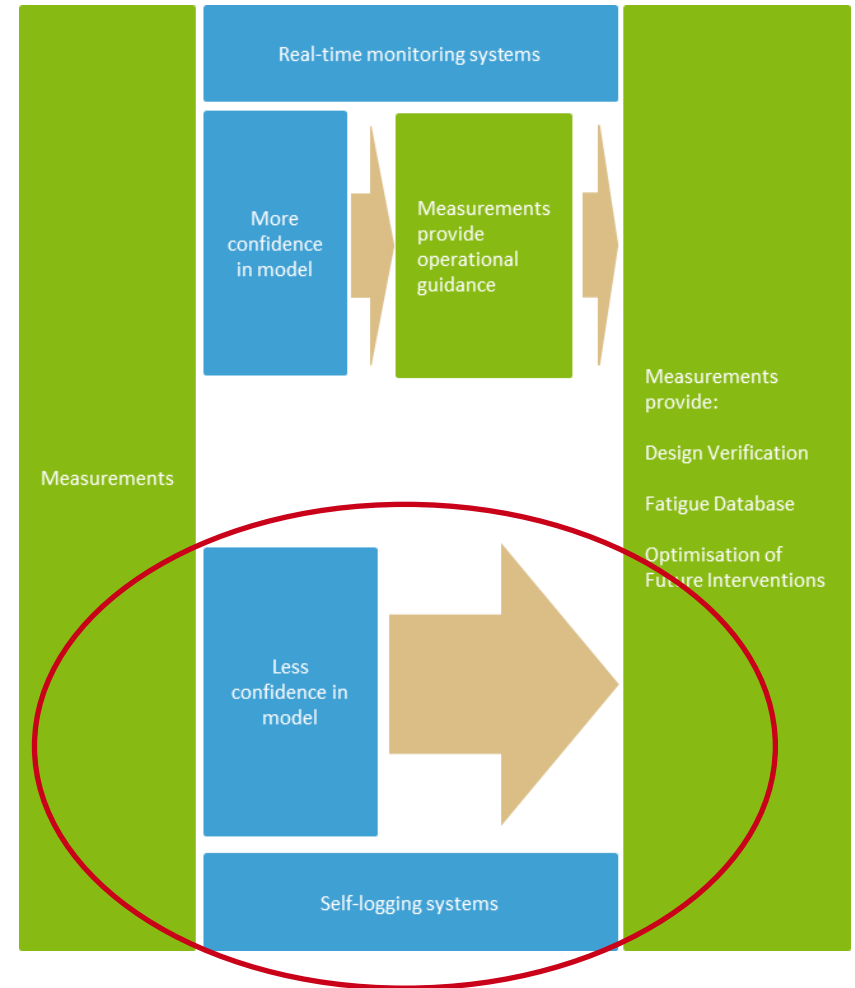 Real-time monitoring systems
More
confidence
in model
Measurements
provide
operational
guidance
Measurements
Measurements
provide:
Design Verification
Fatigue Database
Optimisation of
Future Interventions
Less
confidence in
model
Self-logging systems